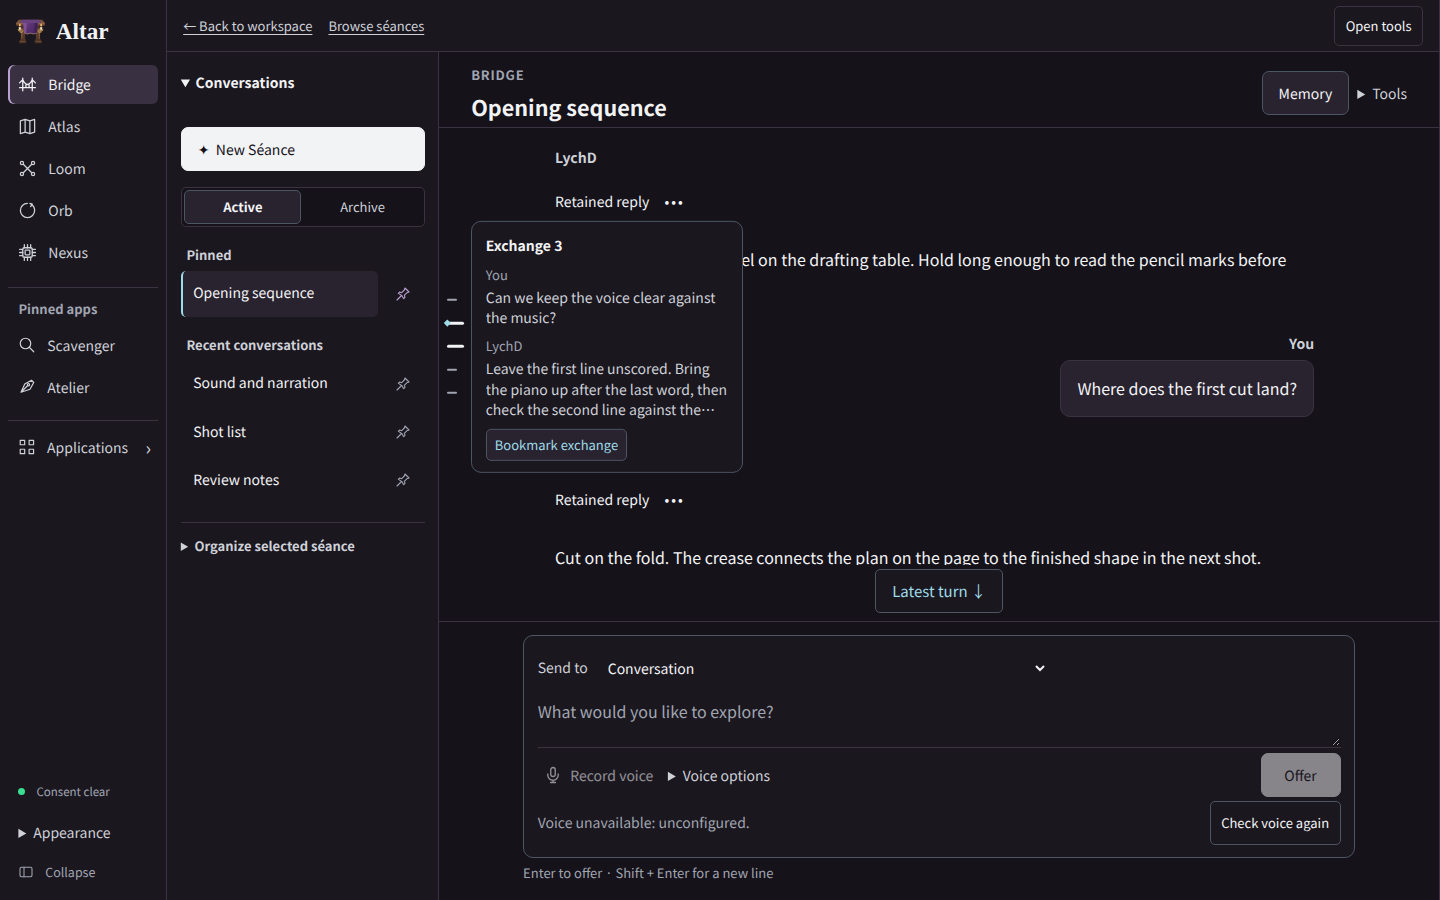 Altar
Bridge
Atlas
Loom
Orb
Nexus
Pinned apps
Scavenger
Atelier
Applications ›
Consent clear
▶ Appearance
Collapse
← Back to workspace
Browse séances
Open tools
▼ Conversations
✦ New Séance
Active
Archive
Pinned
Opening sequence
Recent conversations
Sound and narration
Shot list
Review notes
▶ Organize selected séance
BRIDGE
Opening sequence
Memory
▶ Tools
LychD
Retained reply •••
el on the drafting table. Hold long enough to read the pencil marks before
Exchange 3
You
Can we keep the voice clear against
the music?
LychD
Leave the first line unscored. Bring
the piano up after the last word, then
check the second line against the…
Bookmark exchange
You
Where does the first cut land?
Retained reply •••
Cut on the fold. The crease connects the plan on the page to the finished shape in the next shot.
Latest turn ↓
Send to
Conversation
What would you like to explore?
Record voice
▶ Voice options
Offer
Voice unavailable: unconfigured.
Check voice again
Enter to offer · Shift + Enter for a new line